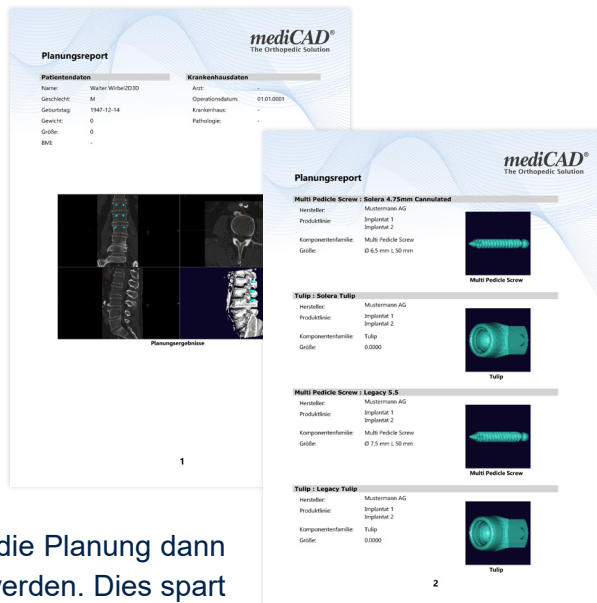 mediCAD®
The Orthopedic Solution
Planungsreport
Patientendaten
Krankenhausdaten
Name: Walter Wirbel2D3D
Arzt: -
Geschlecht: M
Operationsdatum: 01.01.0001
Geburtstag: 1947-12-14
Krankenhaus: -
Gewicht: 0
Pathologie: -
Größe: 0
BMI: -
Planungsergebnisse
1
mediCAD®
The Orthopedic Solution
Planungsreport
Multi Pedicle Screw : Solera 4.75mm Cannulated
Hersteller: Mustermann AG
Produktlinie: Implantat 1
Implantat 2
Komponentenfamilie: Multi Pedicle Screw
Größe: Ø 6,5 mm L 50 mm
Multi Pedicle Screw
Tulip : Solera Tulip
Hersteller: Mustermann AG
Produktlinie: Implantat 1
Implantat 2
Komponentenfamilie: Tulip
Größe: 0.0000
Tulip
Multi Pedicle Screw : Legacy 5.5
Hersteller: Mustermann AG
Produktlinie: Implantat 1
Implantat 2
Komponentenfamilie: Multi Pedicle Screw
Größe: Ø 7,5 mm L 50 mm
Multi Pedicle Screw
Tulip : Legacy Tulip
Hersteller: Mustermann AG
Produktlinie: Implantat 1
Implantat 2
Komponentenfamilie: Tulip
Größe: 0.0000
Tulip
2
die Planung dann
werden. Dies spart